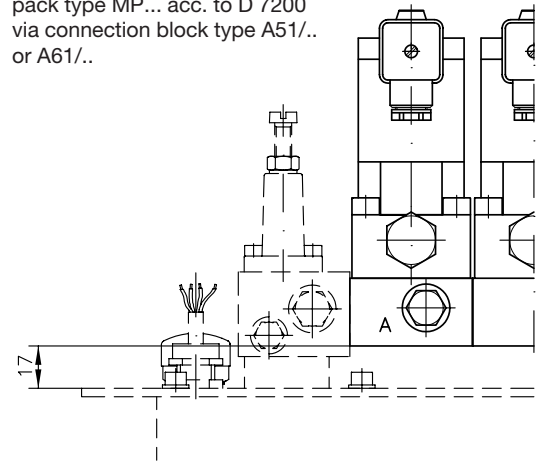 pack type MP... acc. to D 7200
via connection block type A51/..
or A61/..
A
17